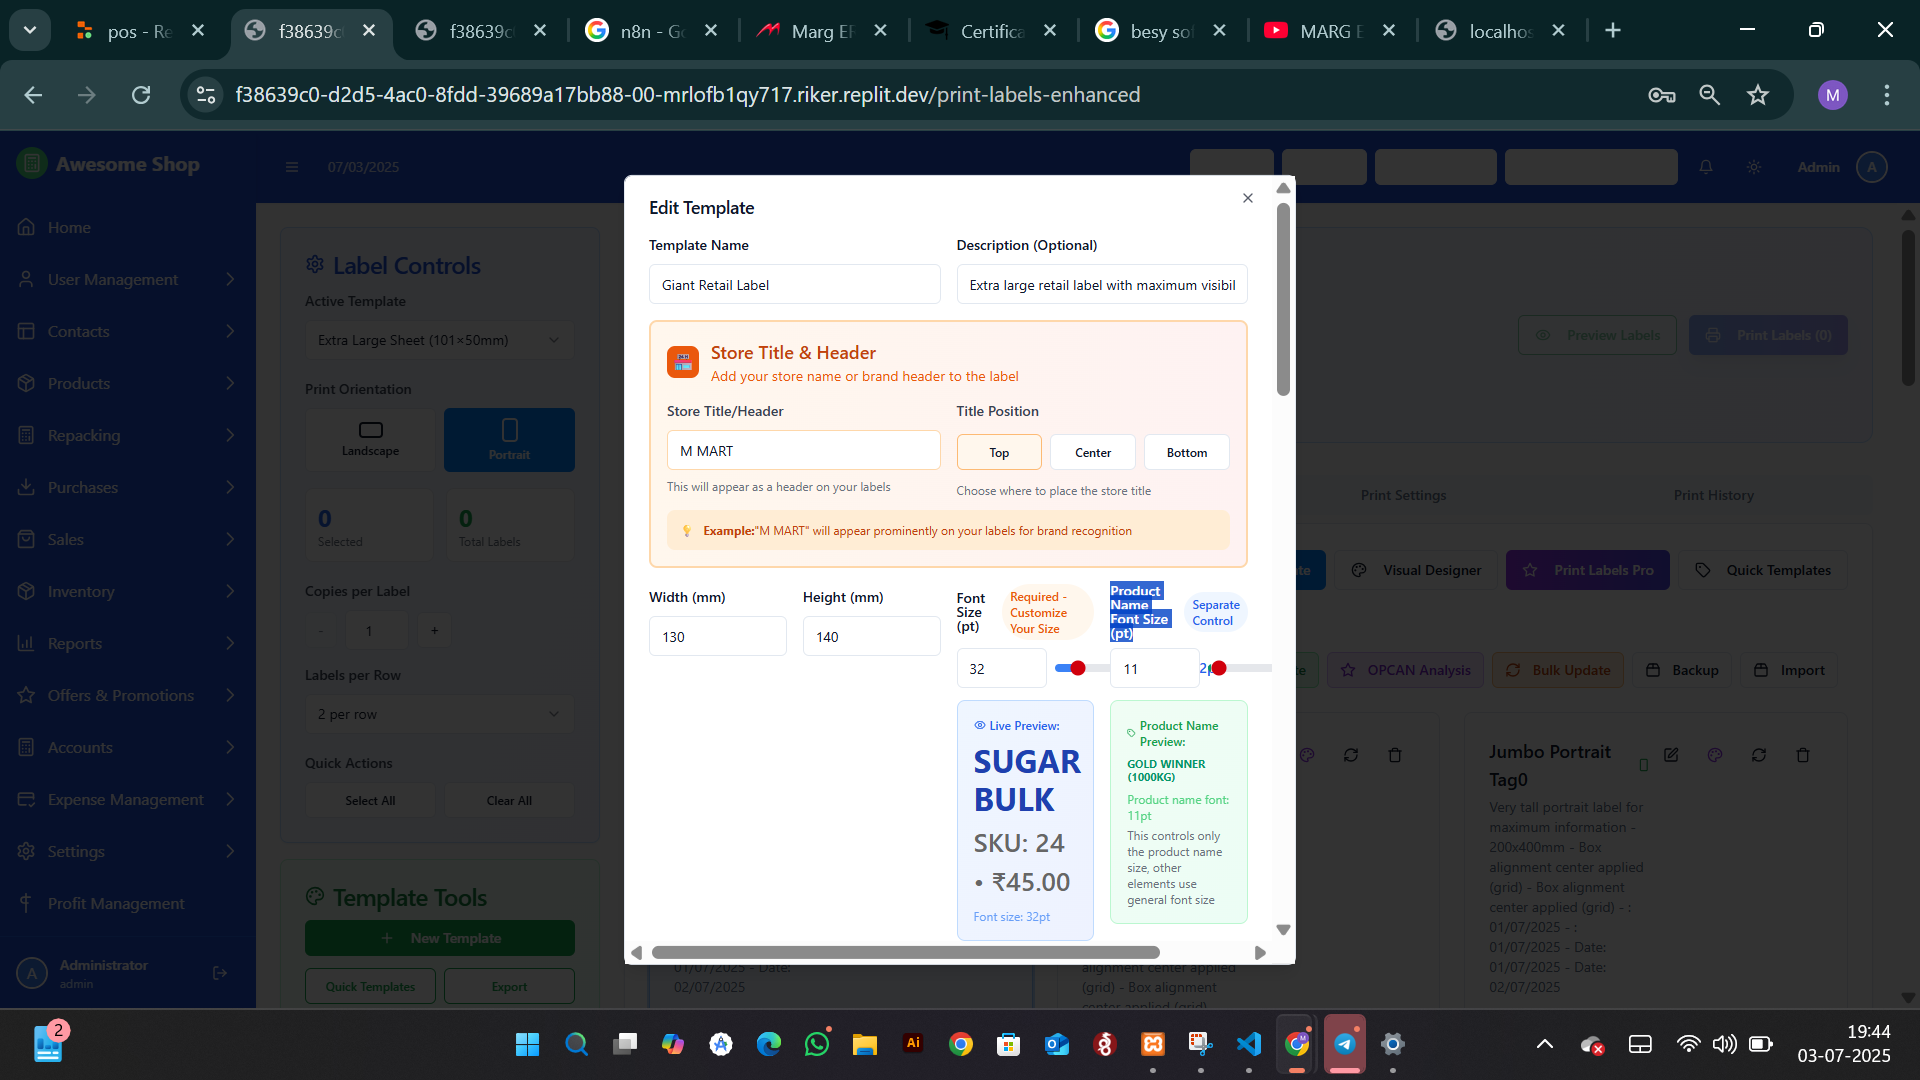 pos - Re
f38639c
f38639c
n8n - Go
Marg ER
Certifica
besy sof
MARG E
localhos
f38639c0-d2d5-4ac0-8fdd-39689a17bb88-00-mrlofb1qy717.riker.replit.dev/print-labels-enhanced
M
Awesome Shop
07/03/2025
Admin
A
Home
User Management
Contacts
Products
Repacking
Purchases
Sales
Inventory
Reports
Offers & Promotions
Accounts
Expense Management
Settings
Profit Management
A
Administrator
admin
Label Controls
Active Template
Extra Large Sheet (101×50mm)
Print Orientation
Landscape
Portrait
0
Selected
0
Total Labels
Copies per Label
-
1
+
Labels per Row
2 per row
Quick Actions
Select All
Clear All
Template Tools
+ New Template
Quick Templates
Export
Edit Template
Template Name
Description (Optional)
Giant Retail Label
Extra large retail label with maximum visibil
Store Title & Header
Add your store name or brand header to the label
Store Title/Header
Title Position
M MART
Top
Center
Bottom
This will appear as a header on your labels
Choose where to place the store title
Example:"M MART" will appear prominently on your labels for brand recognition
Width (mm)
130
Height (mm)
140
Font
Size
(pt)
Required -
Customize
Your Size
32
Product
Name
Font Size
(pt)
Separate
Control
11
Live Preview:
SUGAR
BULK
SKU: 24
• ₹45.00
Font size: 32pt
Product Name
Preview:
GOLD WINNER
(1000KG)
Product name font:
11pt
This controls only
the product name
size, other
elements use
general font size
Preview Labels
Print Labels (0)
Print Settings
Print History
Visual Designer
Print Labels Pro
Quick Templates
OPCAN Analysis
Bulk Update
Backup
Import
Jumbo Portrait
Tag0
Very tall portrait label for
maximum information -
200x400mm - Box
alignment center applied
(grid) - Box alignment
center applied (grid) - :
01/07/2025 - :
01/07/2025 - Date:
01/07/2025 - Date:
02/07/2025
01/07/2025 - Date:
02/07/2025
alignment center applied
(grid) - Box alignment
center applied (grid)
2
Ai
19:44
03-07-2025